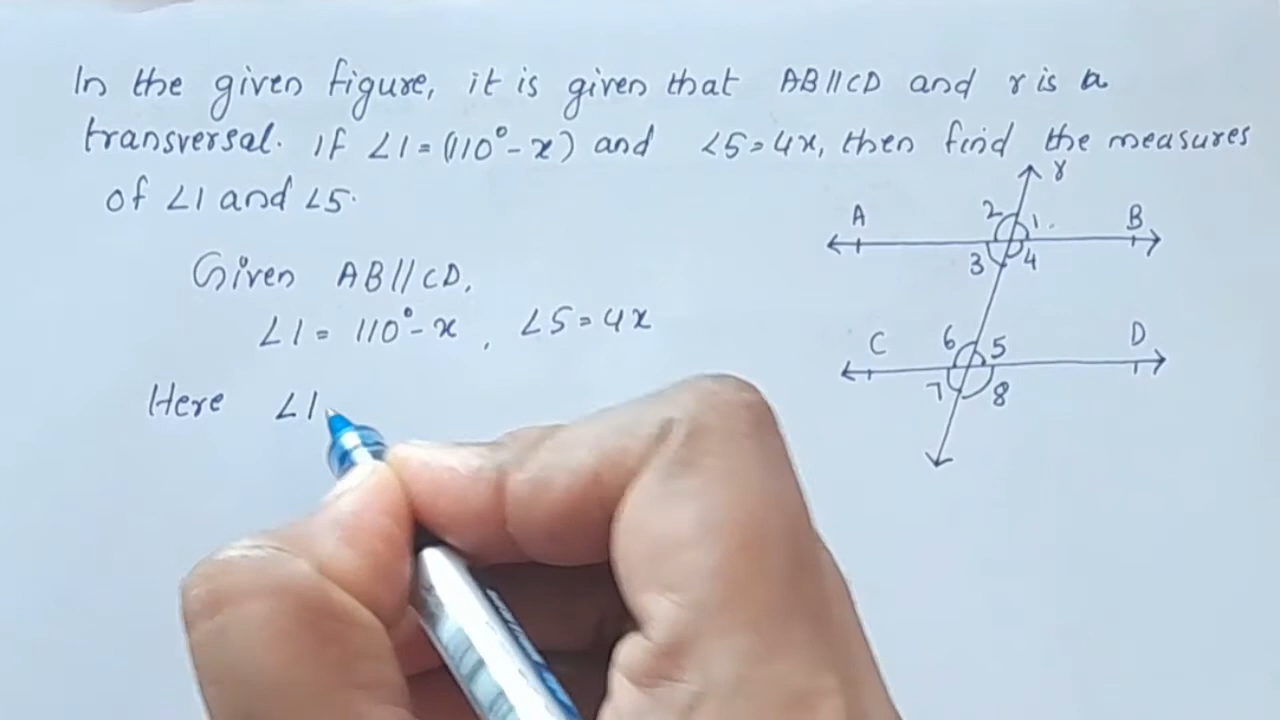 In the given figure, it is given that AB//CD and r is a
transversal. If ∠1 = (110° - x) and ∠5 = 4x, then find the measures
of ∠1 and ∠5.
Given AB//CD,
∠1 = 110° - x, ∠5 = 4x
Here ∠1
r
A 2 1 B
3 4
C 6 5 D
7 8